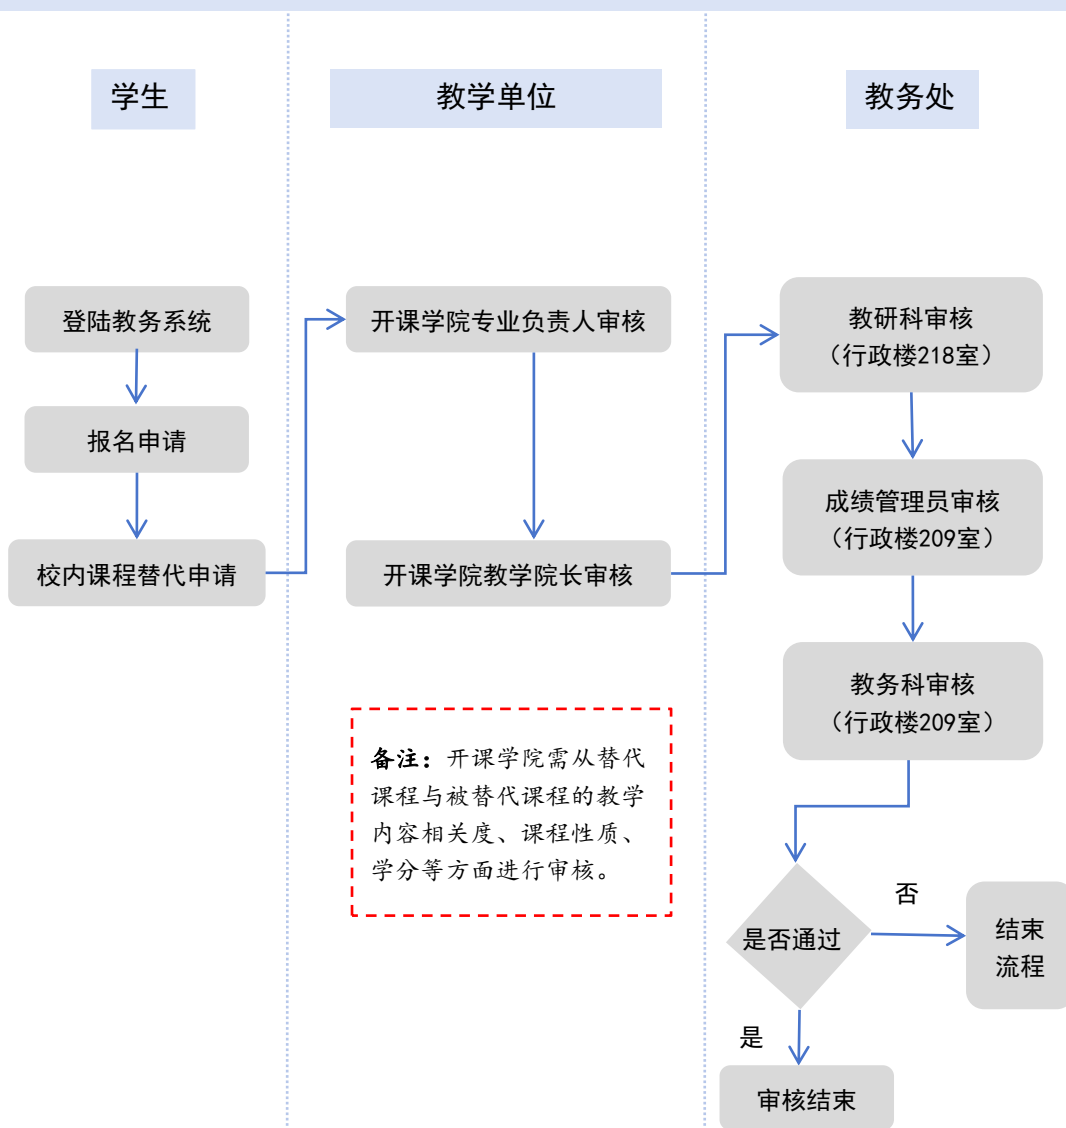 学生
教学单位
教务处
登陆教务系统
报名申请
校内课程替代申请
开课学院专业负责人审核
开课学院教学院长审核
备注：开课学院需从替代
课程与被替代课程的教学
内容相关度、课程性质、
学分等方面进行审核。
教研科审核
（行政楼218室）
成绩管理员审核
（行政楼209室）
教务科审核
（行政楼209室）
是否通过
否
结束
流程
是
审核结束